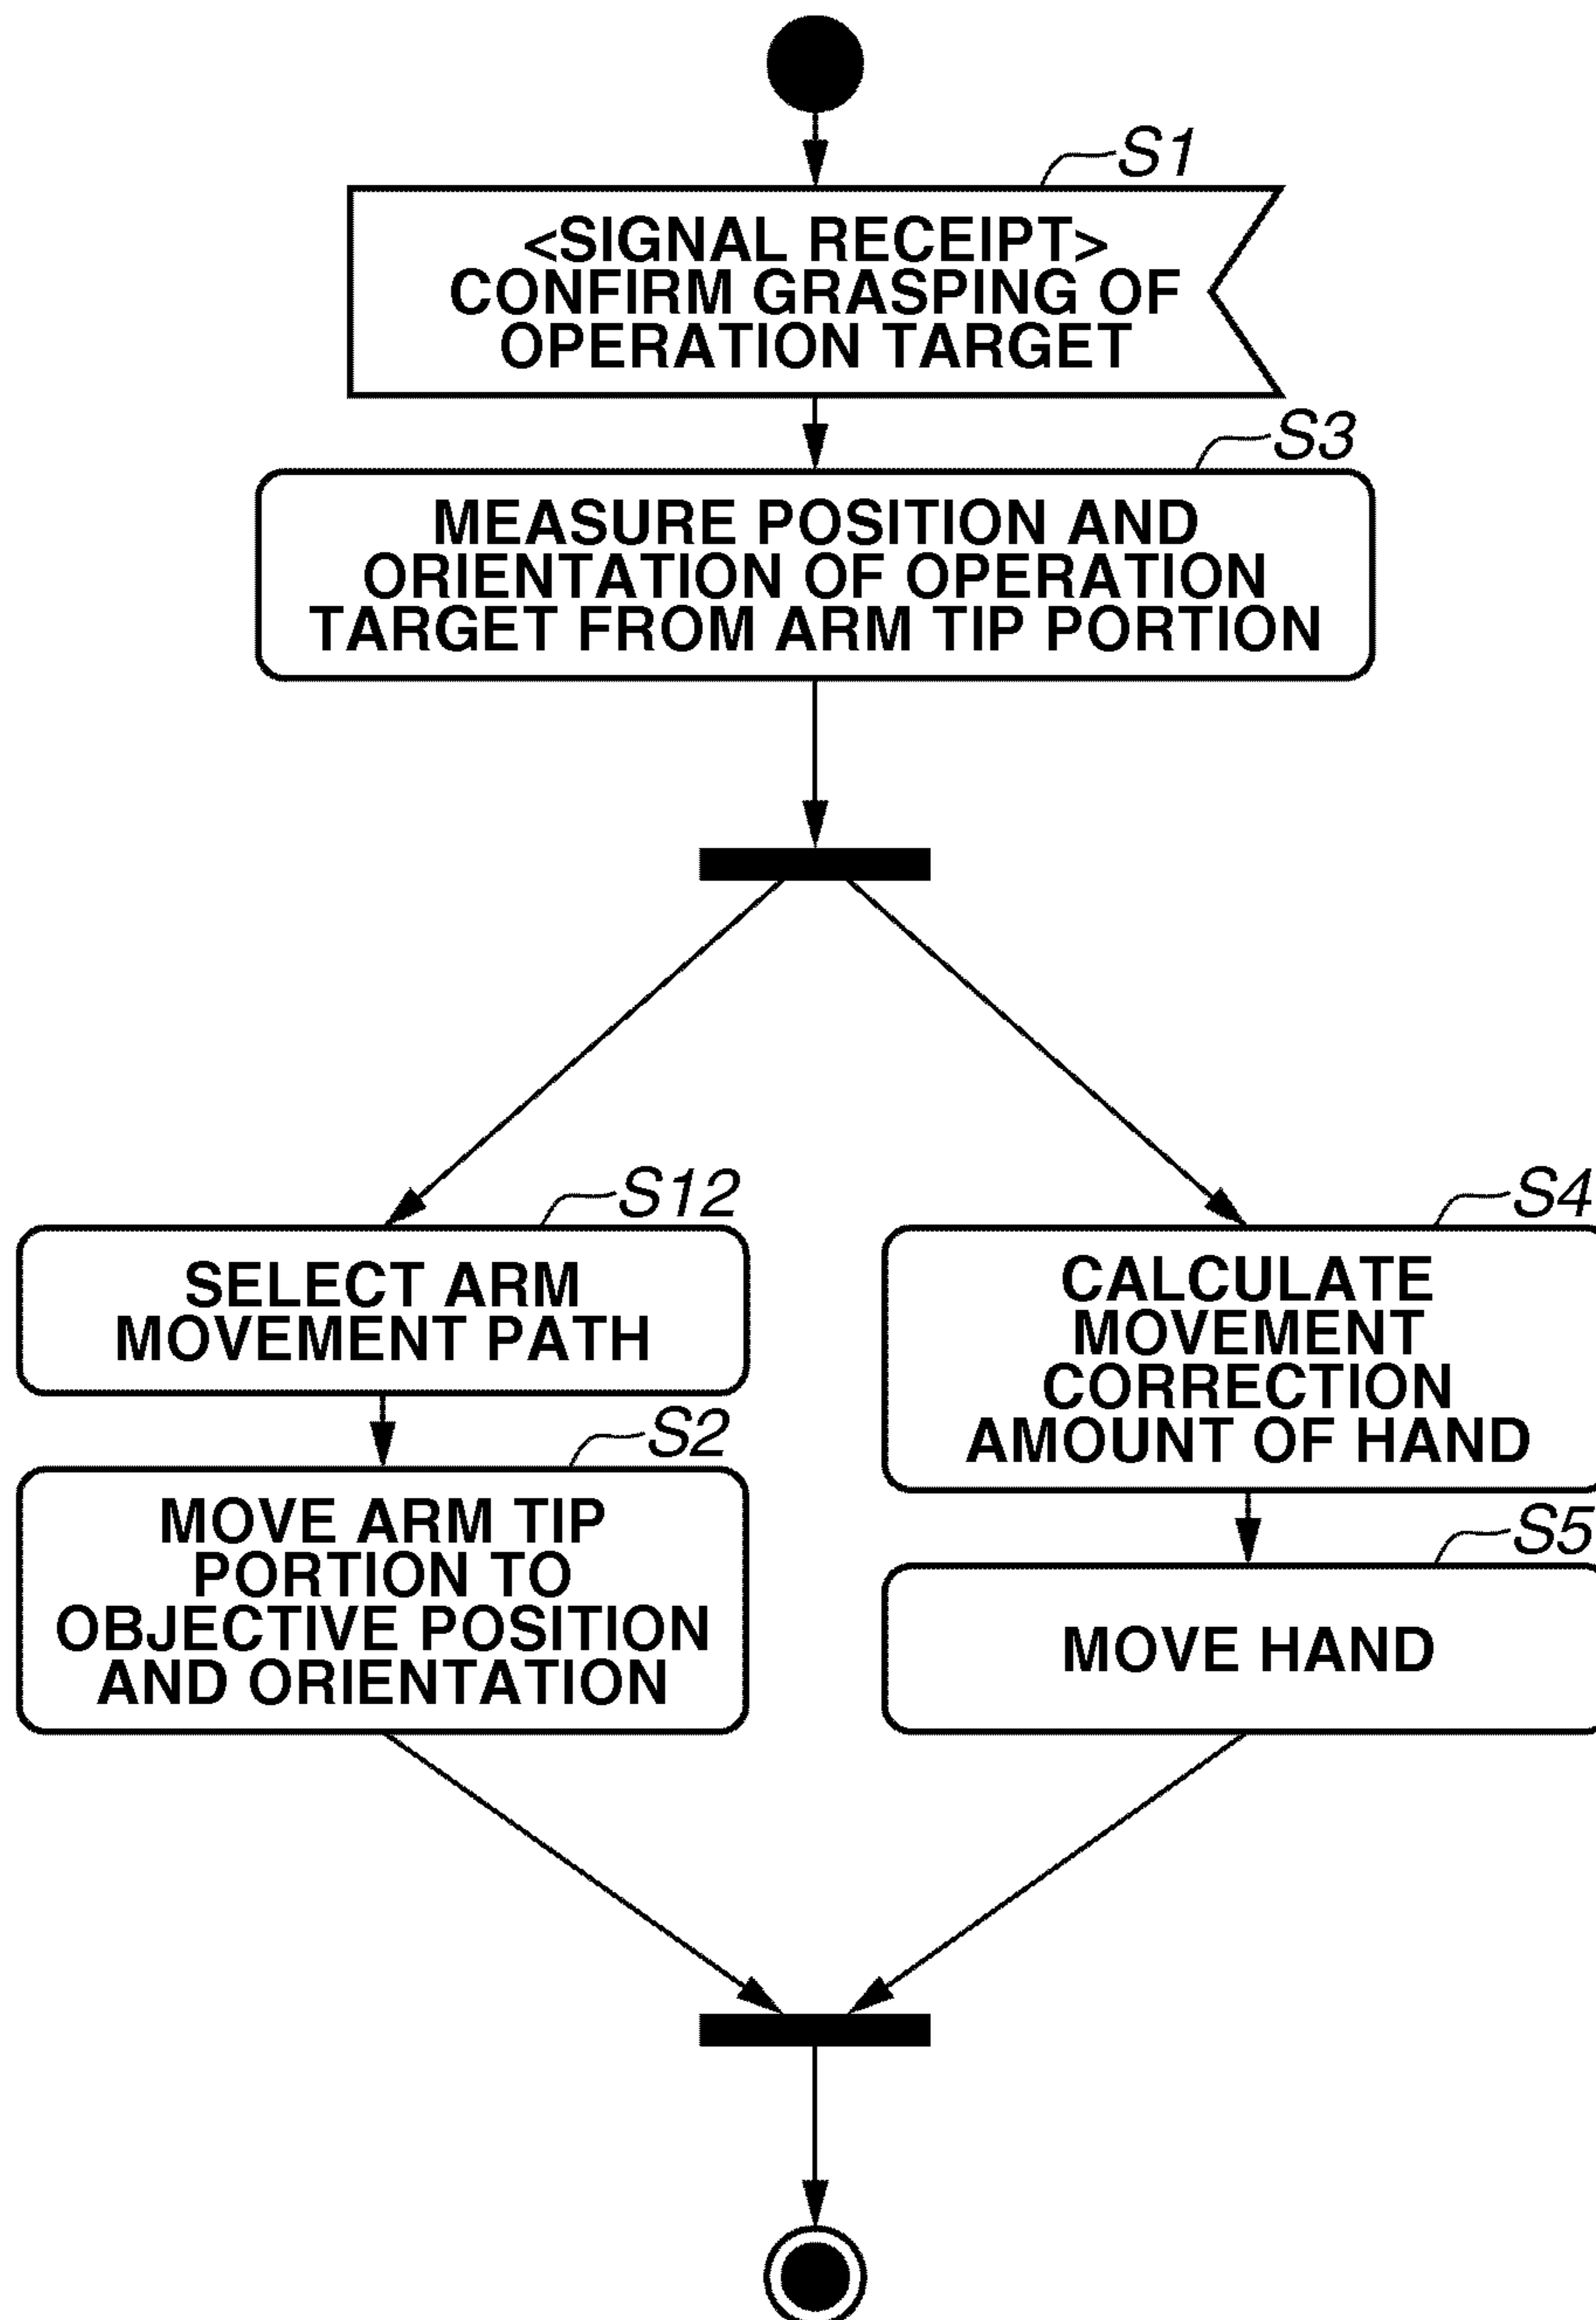 S1
<SIGNAL RECEIPT>
CONFIRM GRASPING OF
OPERATION TARGET
S3
MEASURE POSITION AND
ORIENTATION OF OPERATION
TARGET FROM ARM TIP PORTION
S12
SELECT ARM
MOVEMENT PATH
S2
MOVE ARM TIP
PORTION TO
OBJECTIVE POSITION
AND ORIENTATION
S4
CALCULATE
MOVEMENT
CORRECTION
AMOUNT OF HAND
S5
MOVE HAND